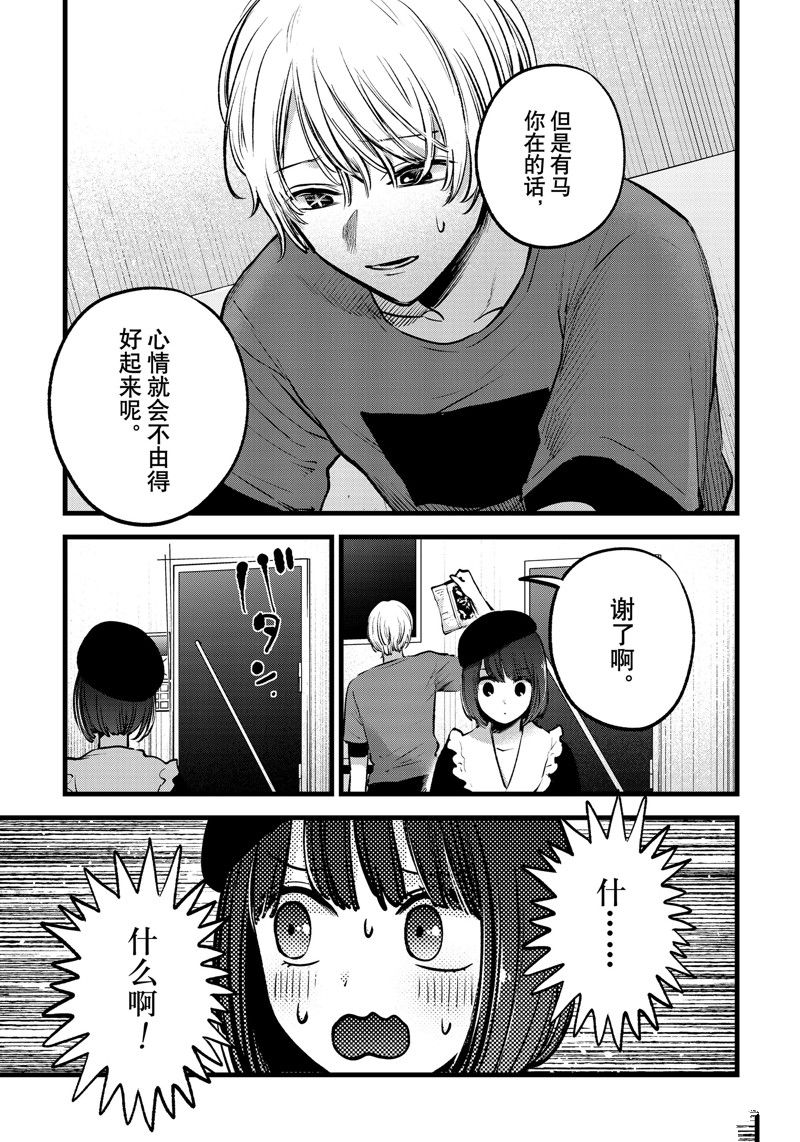 但是有马
你在的话，
心情就会不由得
好起来呢。
谢了啊。
バタン
什……
什么啊！